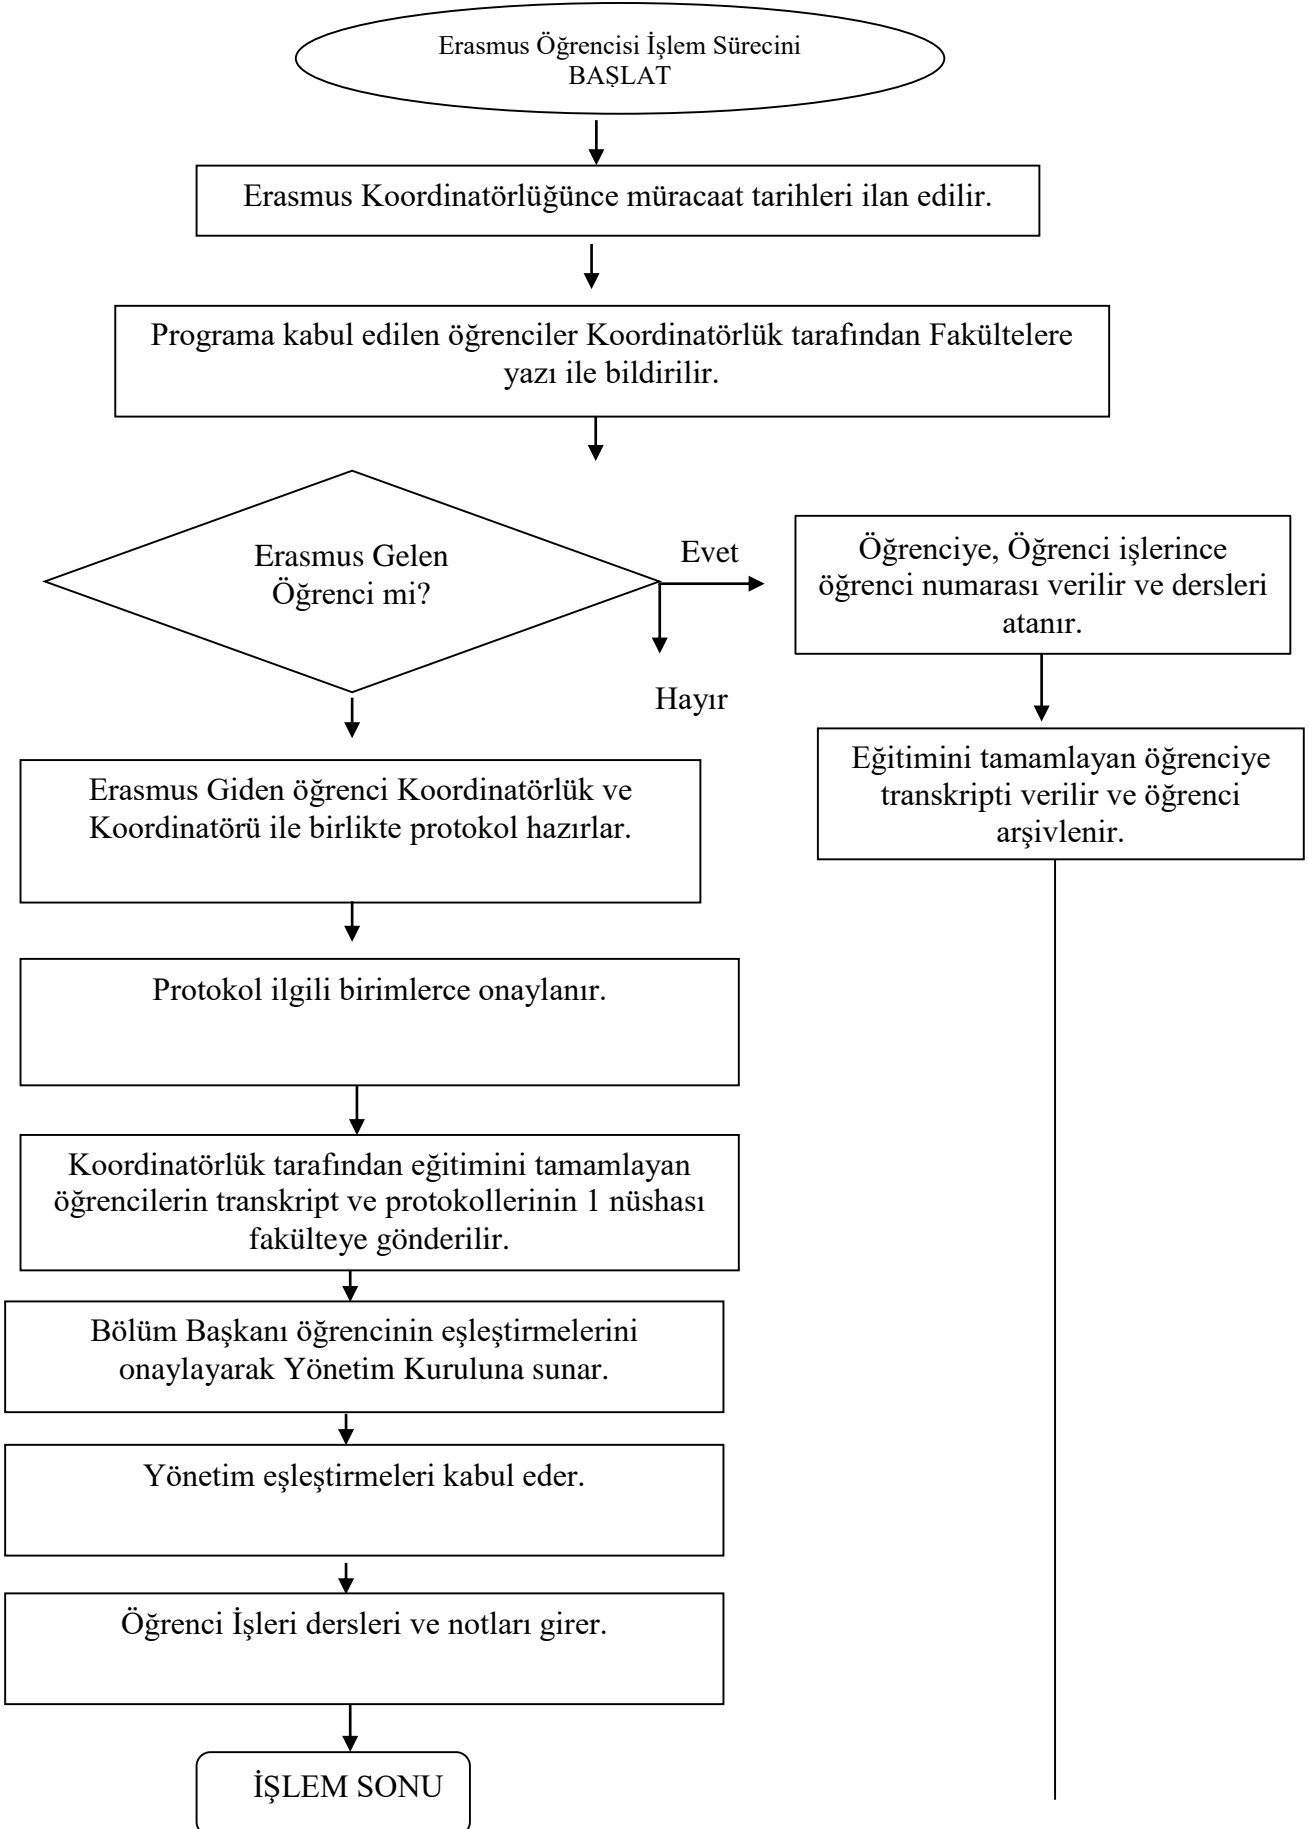 Erasmus Öğrencisi İşlem Sürecini
BAŞLAT
Erasmus Koordinatörlüğünce müracaat tarihleri ilan edilir.
Programa kabul edilen öğrenciler Koordinatörlük tarafından Fakültelere
yazı ile bildirilir.
Erasmus Gelen
Öğrenci mi?
Evet
Hayır
Öğrenciye, Öğrenci işlerince
öğrenci numarası verilir ve dersleri
atanır.
Eğitimini tamamlayan öğrenciye
transkripti verilir ve öğrenci
arşivlenir.
Erasmus Giden öğrenci Koordinatörlük ve
Koordinatörü ile birlikte protokol hazırlar.
Protokol ilgili birimlerce onaylanır.
Koordinatörlük tarafından eğitimini tamamlayan
öğrencilerin transkript ve protokollerinin 1 nüshası
fakülteye gönderilir.
Bölüm Başkanı öğrencinin eşleştirmelerini
onaylayarak Yönetim Kuruluna sunar.
Yönetim eşleştirmeleri kabul eder.
Öğrenci İşleri dersleri ve notları girer.
İŞLEM SONU